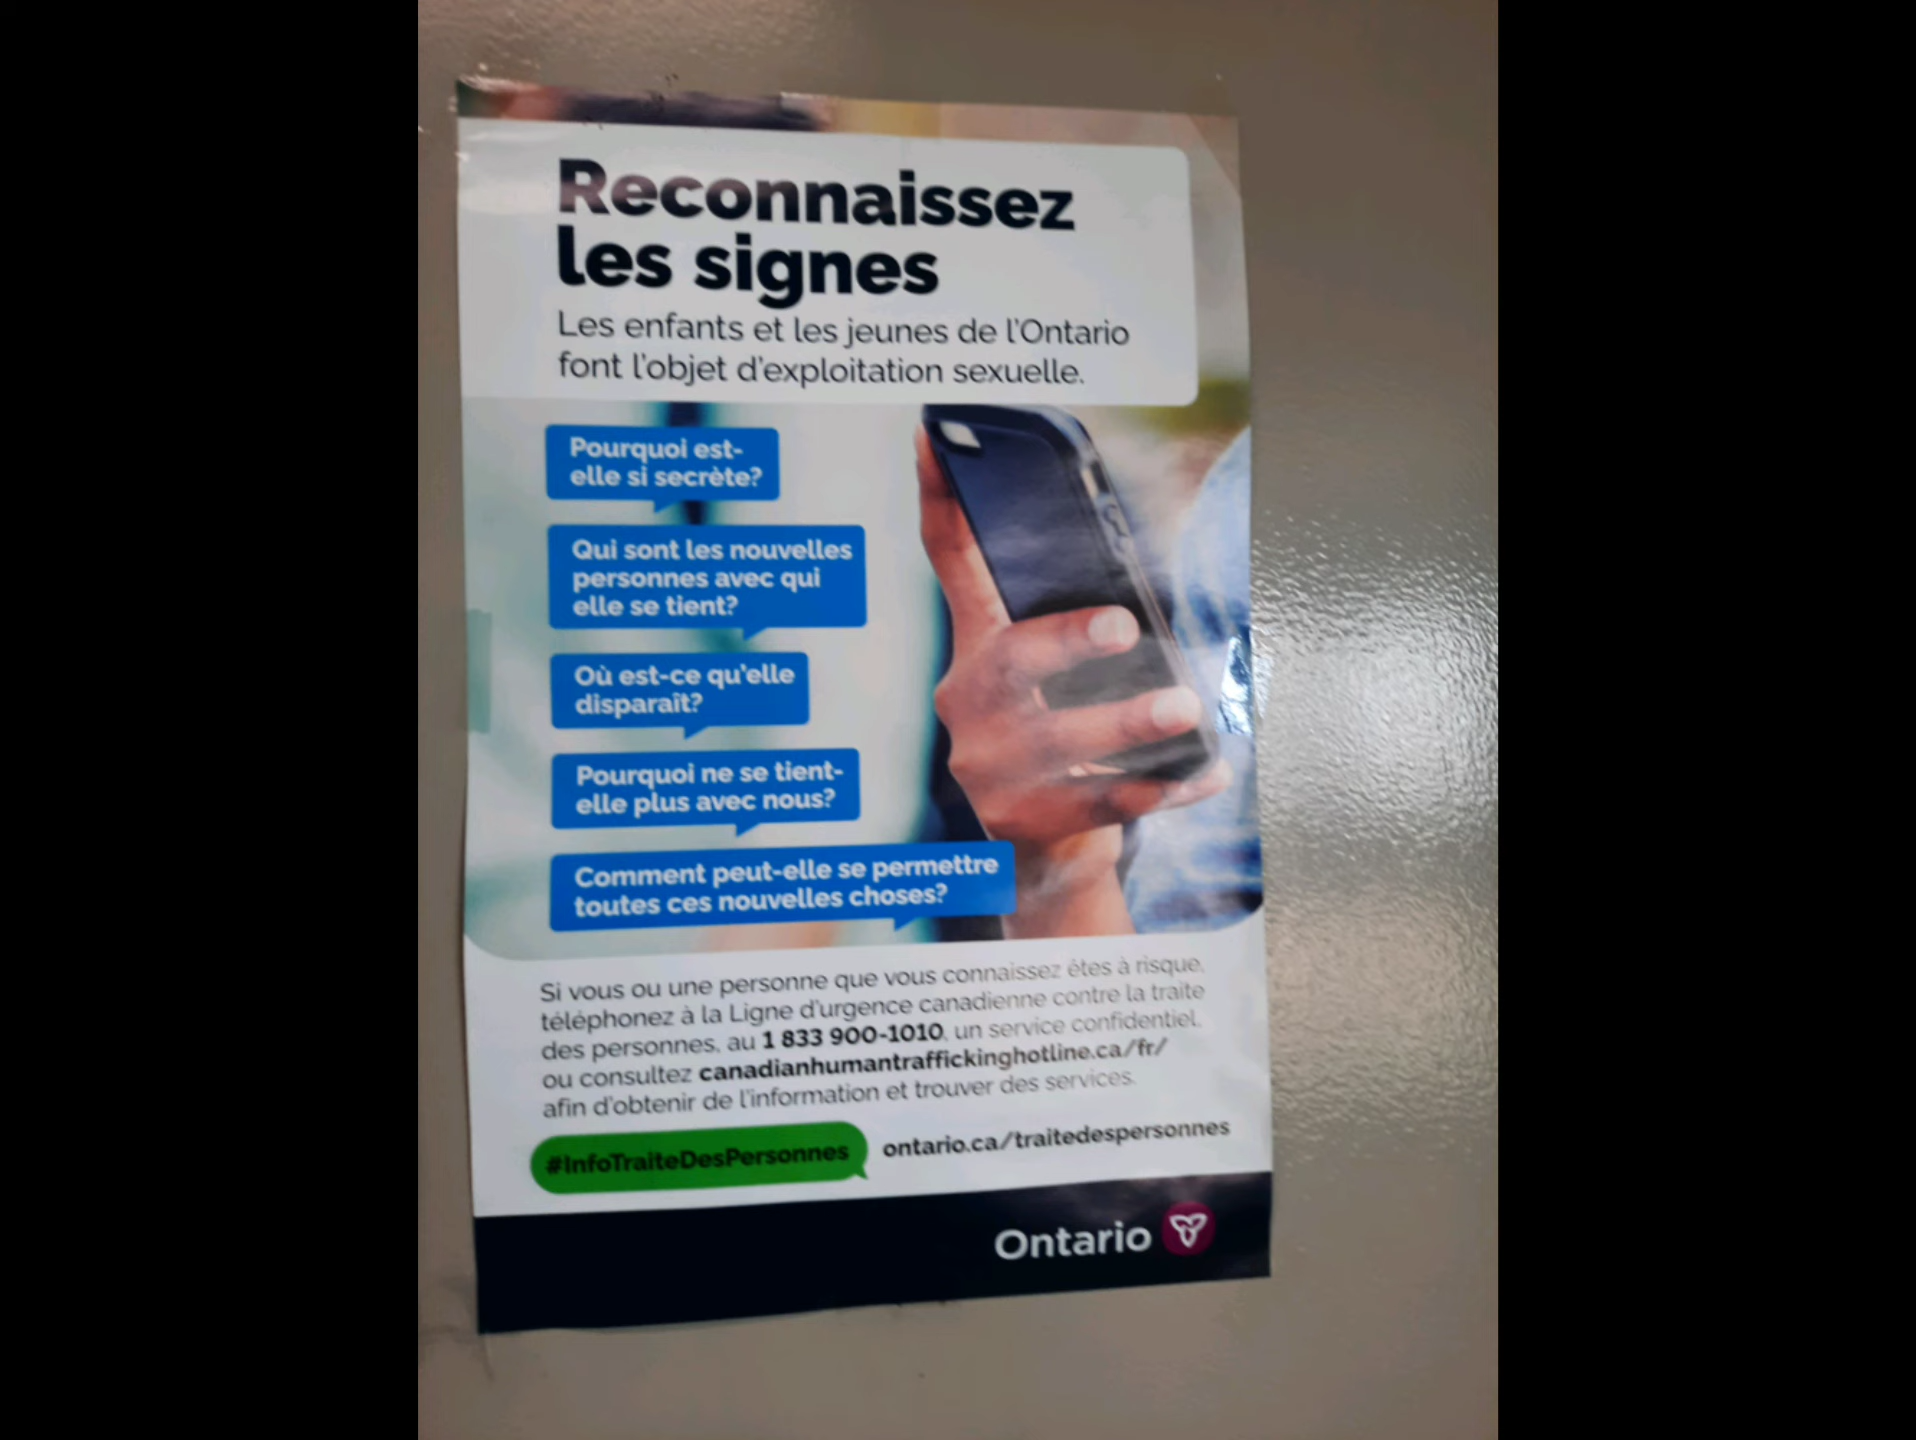 Reconnaissez
les signes
Les enfants et les jeunes de l'Ontario
font l'objet d'exploitation sexuelle.
Pourquoi est-
elle si secrète?
Qui sont les nouvelles
personnes avec qui
elle se tient?
Où est-ce qu'elle
disparaît?
Pourquoi ne se tient-
elle plus avec nous?
Comment peut-elle se permettre
toutes ces nouvelles choses?
Si vous ou une personne que vous connaissez êtes à risque,
téléphonez à la Ligne d'urgence canadienne contre la traite
des personnes, au 1 833 900-1010, un service confidentiel,
ou consultez canadianhumantraffickinghotline.ca/fr/
afin d'obtenir de l'information et trouver des services.
#InfoTraiteDesPersonnes
ontario.ca/traitedespersonnes
Ontario